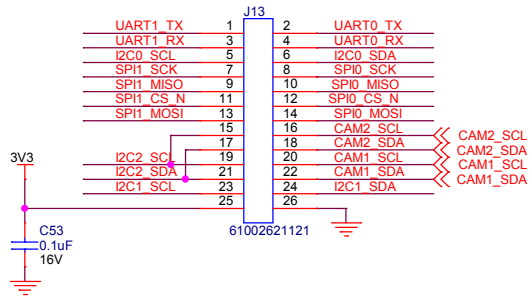 J13
UART1_TX 1 2 UART0_TX
UART1_RX 3 4 UART0_RX
I2C0_SCL 5 6 I2C0_SDA
SPI1_SCK 7 8 SPI0_SCK
SPI1_MISO 9 10 SPI0_MISO
SPI1_CS_N 11 12 SPI0_CS_N
SPI1_MOSI 13 14 SPI0_MOSI
15 16 CAM2_SCL CAM2_SCL
17 18 CAM2_SDA CAM2_SDA
3V3 I2C2_SCL 19 20 CAM1_SCL CAM1_SCL
I2C2_SDA 21 22 CAM1_SDA CAM1_SDA
I2C1_SCL 23 24 I2C1_SDA
25 26
C53 61002621121
0.1uF
16V